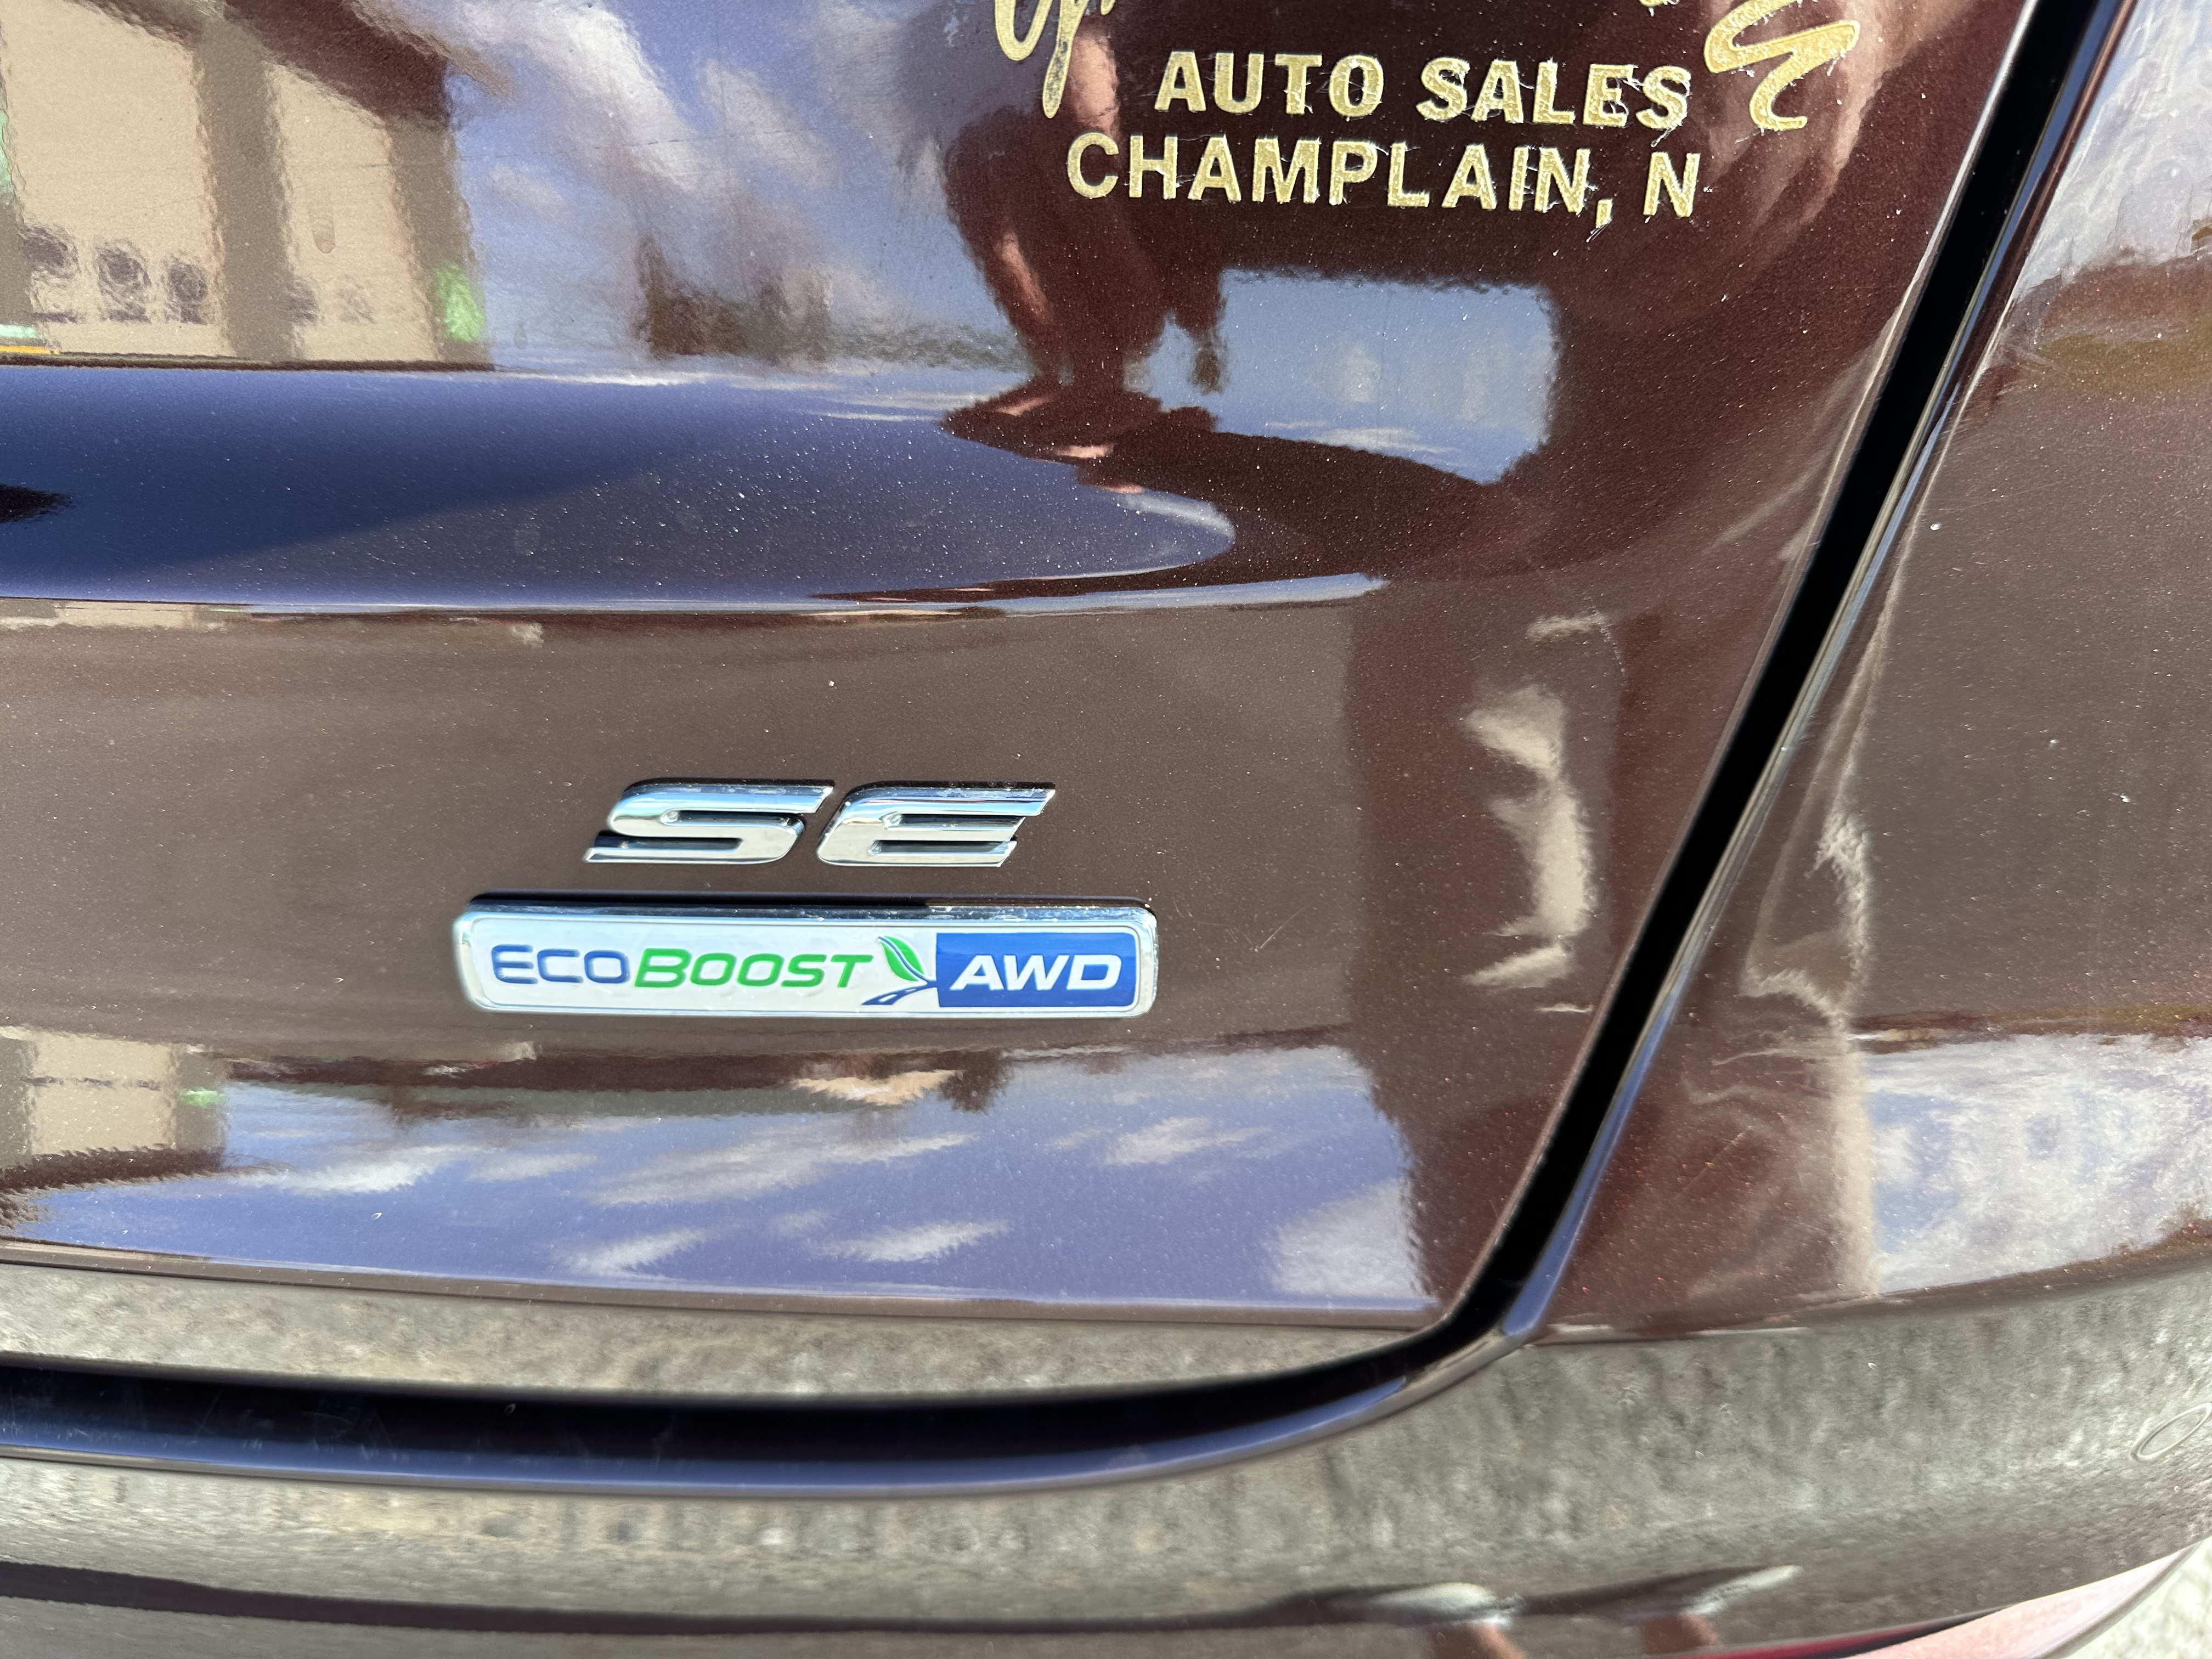 AUTO SALES
CHAMPLAIN, N
SE
ECOBOOST AWD